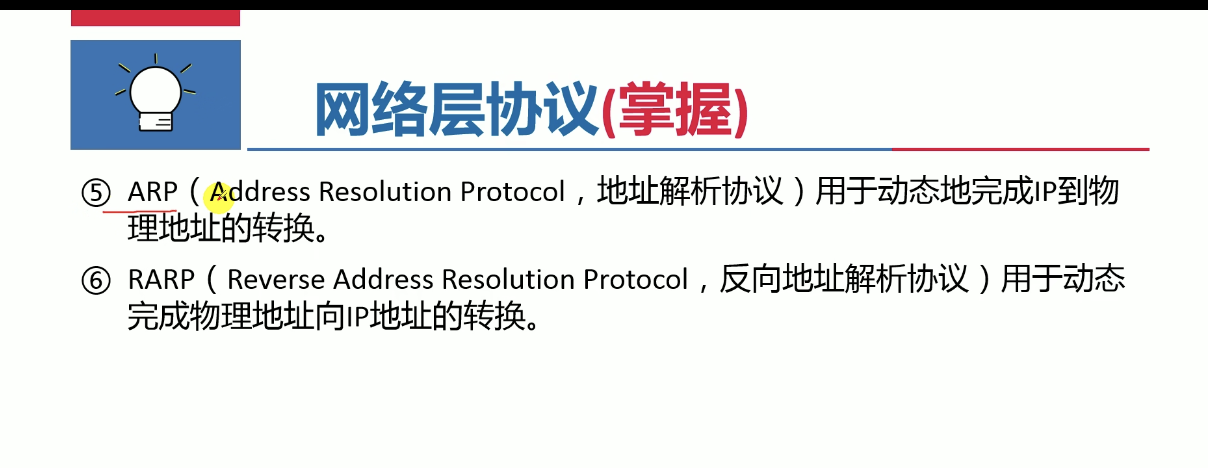 网络层协议(掌握)
⑤ ARP（Address Resolution Protocol，地址解析协议）用于动态地完成IP到物
理地址的转换。
⑥ RARP（Reverse Address Resolution Protocol，反向地址解析协议）用于动态
完成物理地址向IP地址的转换。